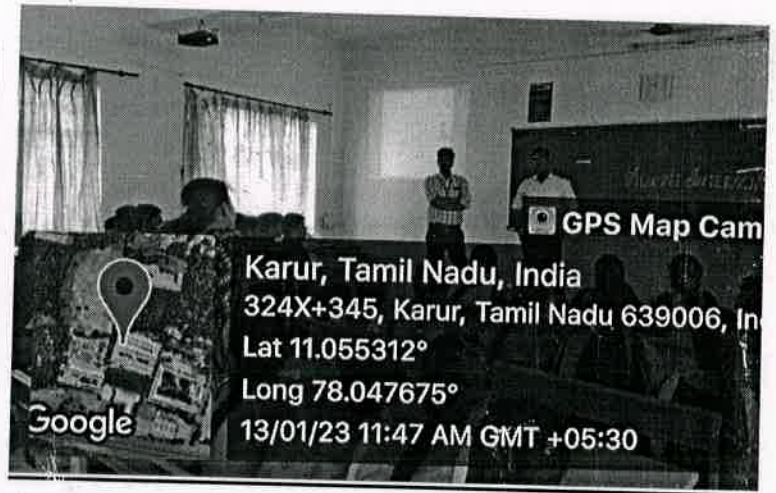 GPS Map Cam
Karur, Tamil Nadu, India
324X+345, Karur, Tamil Nadu 639006, In
Lat 11.055312°
Long 78.047675°
Google
13/01/23 11:47 AM GMT +05:30